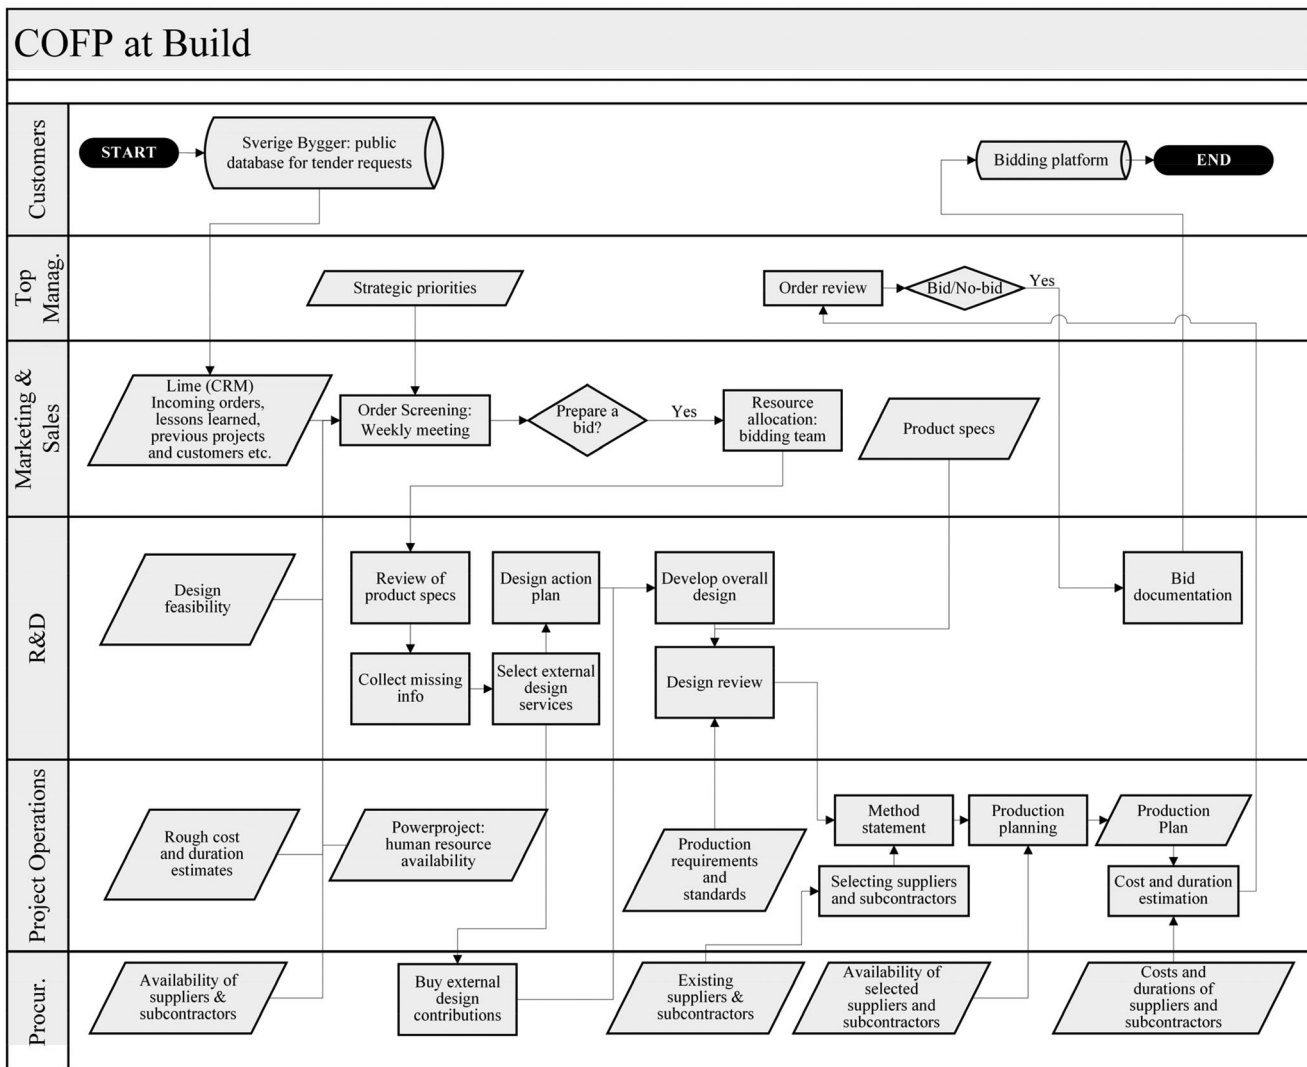 COFP at Build
Customers
START
Sverige Bygger: public
database for tender requests
Bidding platform
END
Top
Manag.
Strategic priorities
Order review
Bid/No-bid
Yes
Marketing &
Sales
Lime (CRM)
Incoming orders,
lessons learned,
previous projects
and customers etc.
Order Screening:
Weekly meeting
Prepare a
bid?
Yes
Resource
allocation:
bidding team
Product specs
R&D
Design
feasibility
Review of
product specs
Design action
plan
Develop overall
design
Bid
documentation
Collect missing
info
Select external
design
services
Design review
Project Operations
Rough cost
and duration
estimates
Powerproject:
human resource
availability
Production
requirements
and
standards
Method
statement
Production
planning
Production
Plan
Selecting suppliers
and subcontractors
Cost and duration
estimation
Procur.
Availability of
suppliers &
subcontractors
Buy external
design
contributions
Existing
suppliers &
subcontractors
Availability of
selected
suppliers and
subcontractors
Costs and
durations of
suppliers and
subcontractors